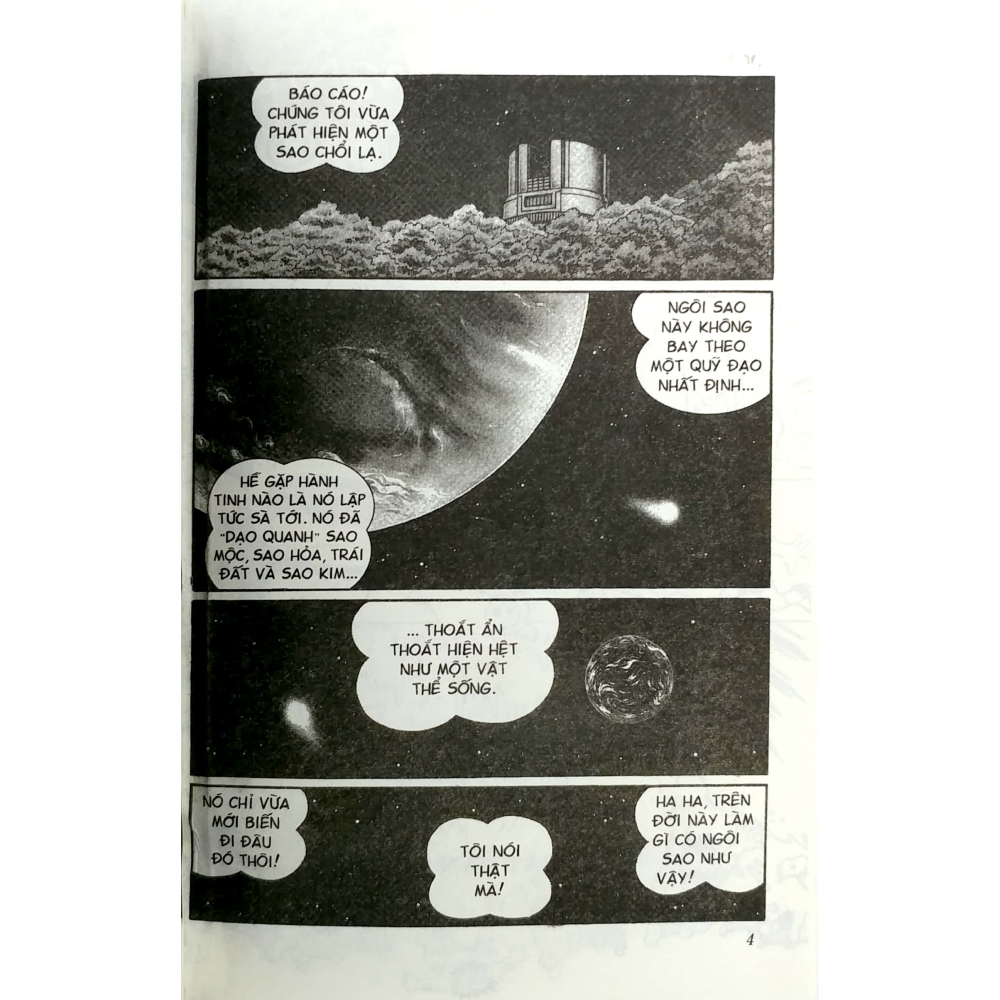 BÁO CÁO!
CHÚNG TÔI VỪA
PHÁT HIỆN MỘT
SAO CHỔI LẠ.
NGÔI SAO
NÀY KHÔNG
BAY THEO
MỘT QUỸ ĐẠO
NHẤT ĐỊNH...
HỄ GẶP HÀNH
TINH NÀO LÀ NÓ LẬP
TỨC SÀ TỚI. NÓ ĐÃ
"DẠO QUANH" SAO
MỘC, SAO HỎA, TRÁI
ĐẤT VÀ SAO KIM...
... THOẮT ẨN
THOẮT HIỆN HỆT
NHƯ MỘT VẬT
THỂ SỐNG.
HA HA, TRÊN
ĐỜI NÀY LÀM
GÌ CÓ NGÔI
SAO NHƯ
VẬY!
TÔI NÓI
THẬT
MÀ!
NÓ CHỈ VỪA
MỚI BIẾN
ĐI ĐÂU
ĐÓ THÔI!
4